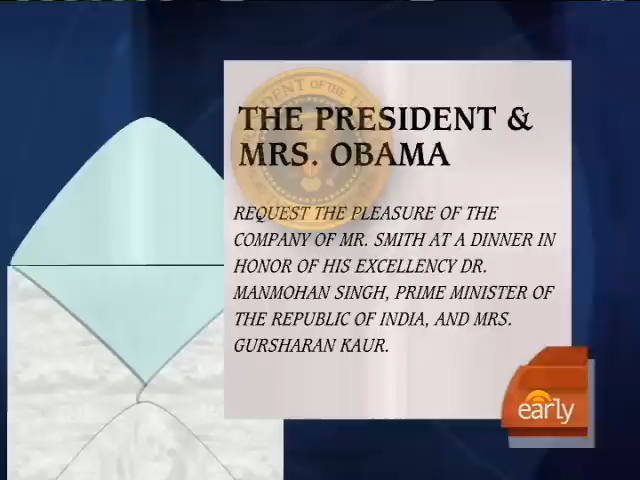 THE PRESIDENT &
MRS. OBAMA
REQUEST THE PLEASURE OF THE
COMPANY OF MR. SMITH AT A DINNER IN
HONOR OF HIS EXCELLENCY DR.
MANMOHAN SINGH, PRIME MINISTER OF
THE REPUBLIC OF INDIA, AND MRS.
GURSHARAN KAUR.
early